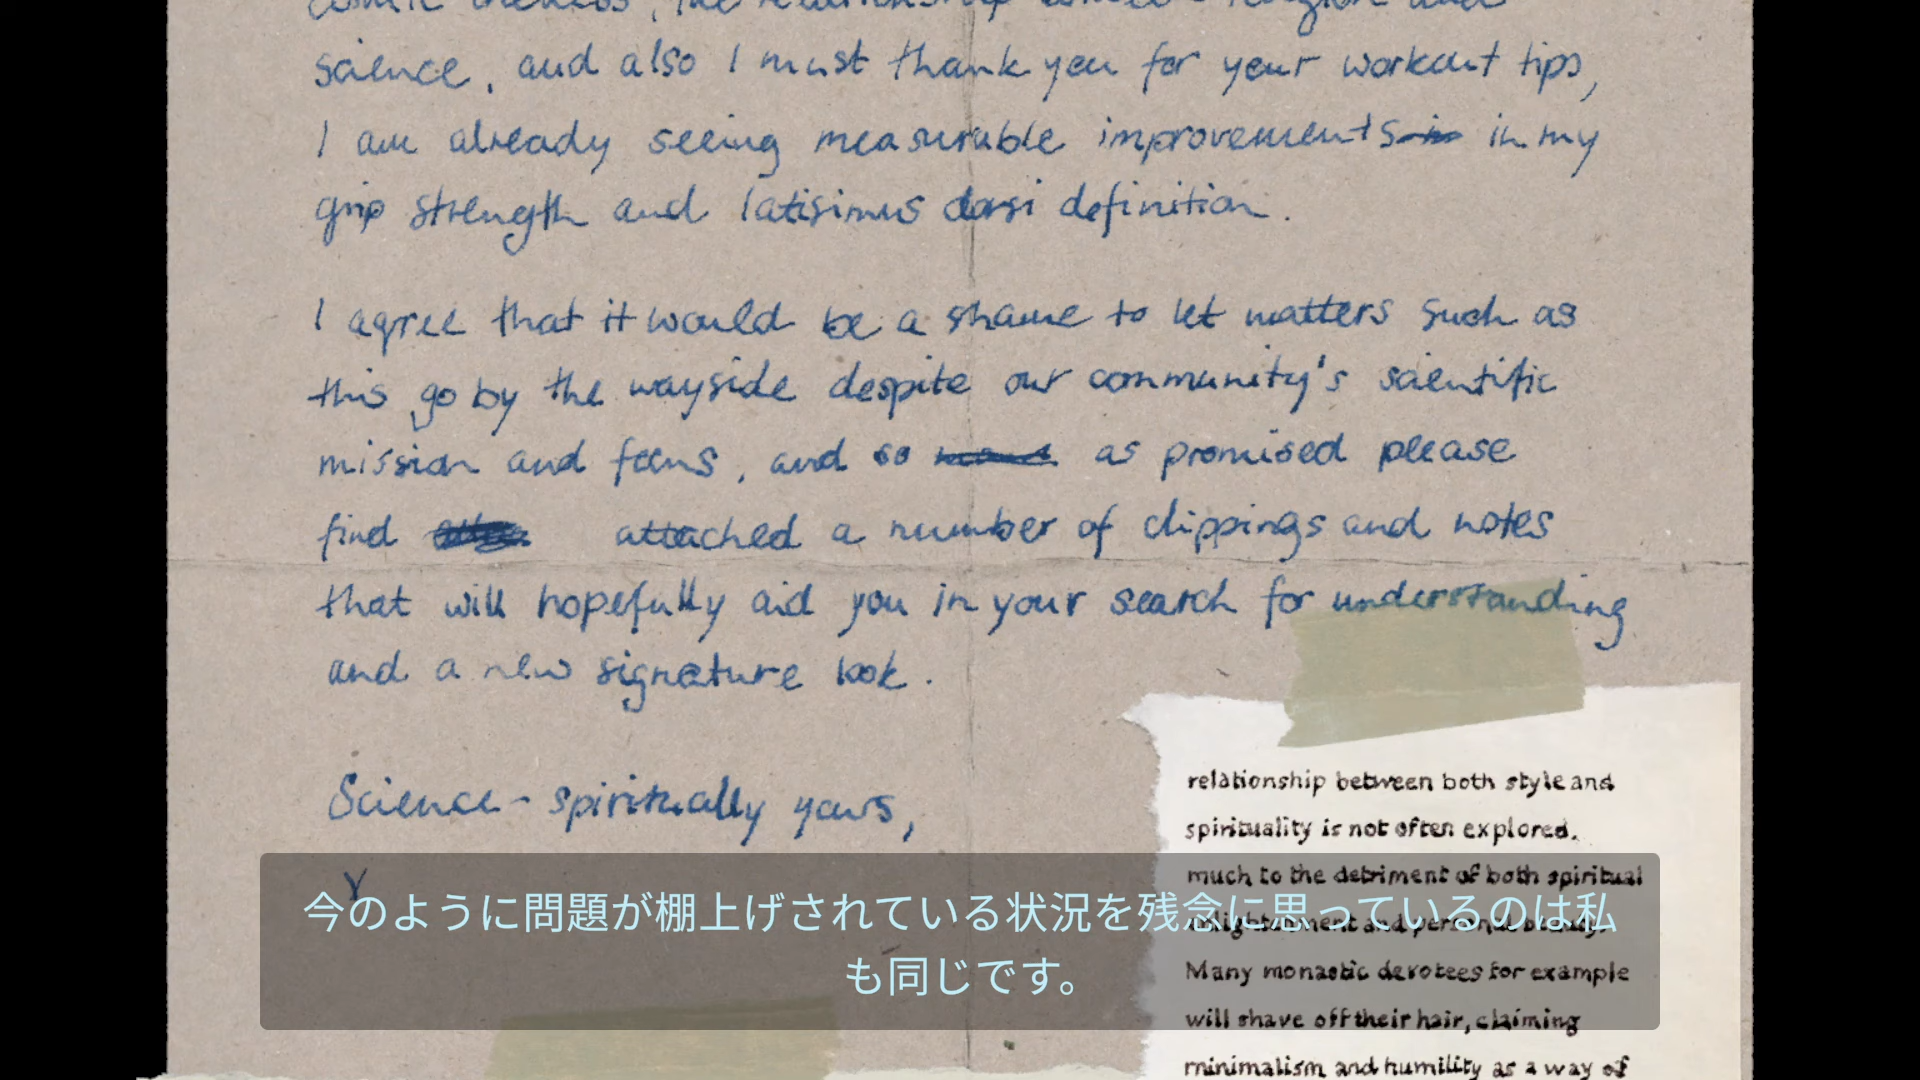 science, and also I must thank you for your workout tips,
I am already seeing measurable improvements in my
grip strength and latisimus dorsi definition.
I agree that it would be a shame to let matters such as
this go by the wayside despite our community's scientific
mission and focus, and so as promised please
find attached a number of clippings and notes
that will hopefully aid you in your search for understanding
and a new signature look.
Science-spiritually yours,
Y
relationship between both style and
spirituality is not often explored,
much to the detriment of both spiritual
enlightenment and personal beauty.
Many monastic devotees for example
will shave off their hair, claiming
minimalism and humility as a way of
今のように問題が棚上げされている状況を残念に思っているのは私
も同じです。